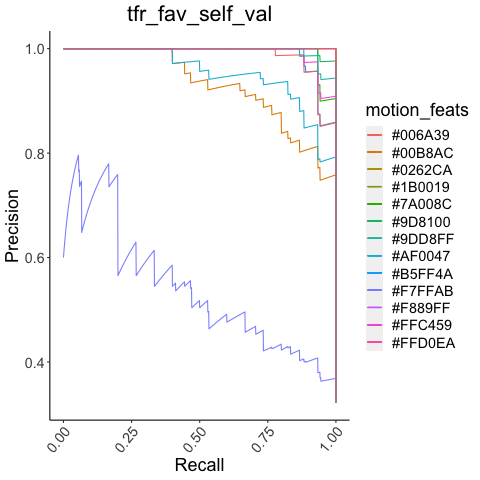 tfr_fav_self_val
1.0
0.8
0.6
0.4
Precision
0.00
0.25
0.50
0.75
1.00
Recall
motion_feats
#006A39
#00B8AC
#0262CA
#1B0019
#7A008C
#9D8100
#9DD8FF
#AF0047
#B5FF4A
#F7FFAB
#F889FF
#FFC459
#FFD0EA